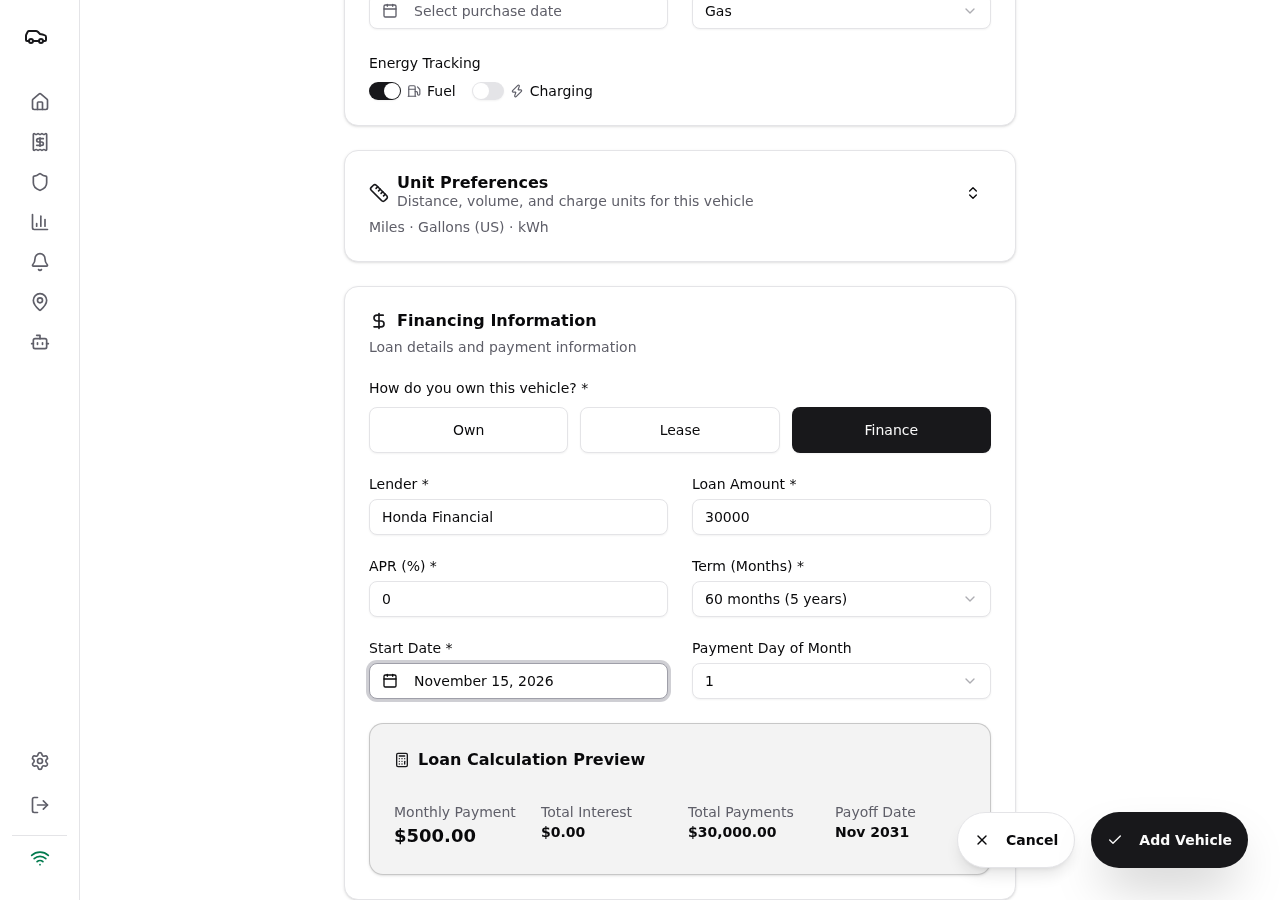 Select purchase date
Gas
Energy Tracking
Fuel
Charging
Unit Preferences
Distance, volume, and charge units for this vehicle
Miles · Gallons (US) · kWh
Financing Information
Loan details and payment information
How do you own this vehicle? *
Own
Lease
Finance
Lender *
Loan Amount *
Honda Financial
30000
APR (%) *
Term (Months) *
0
60 months (5 years)
Start Date *
Payment Day of Month
November 15, 2026
1
Loan Calculation Preview
Monthly Payment
Total Interest
Total Payments
Payoff Date
$500.00
$0.00
$30,000.00
Nov 2031
Cancel
Add Vehicle